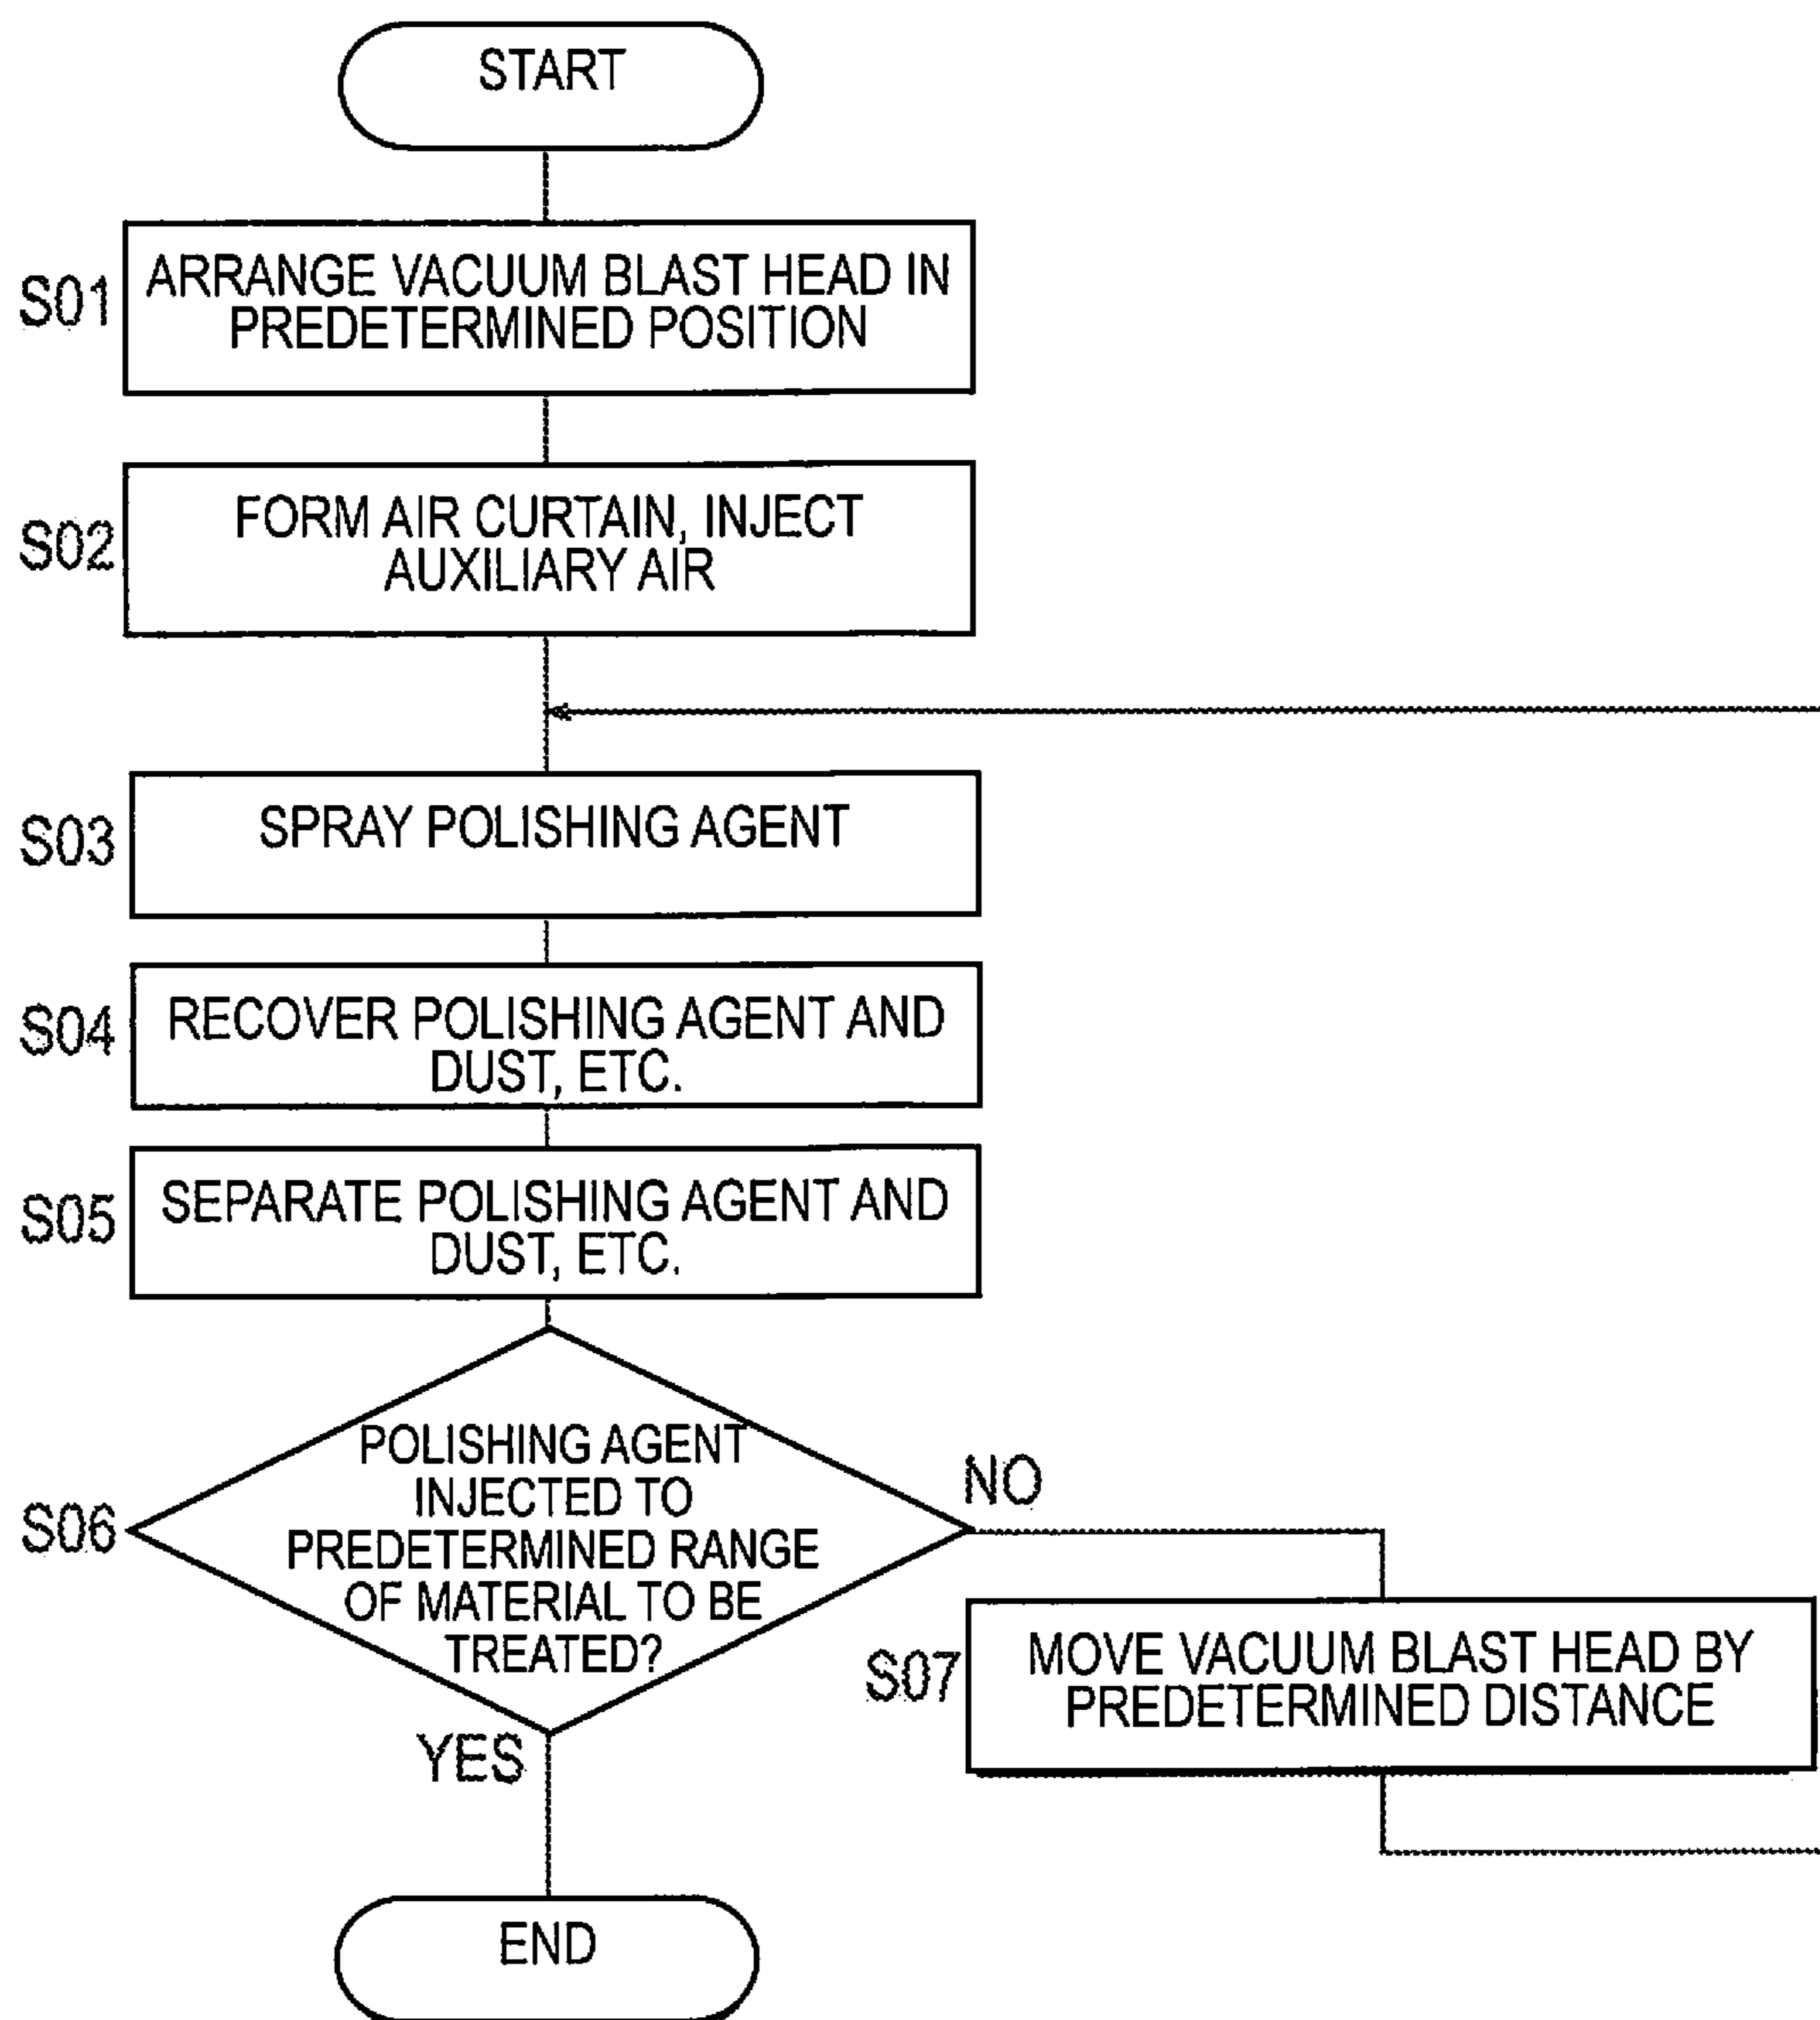 START
S01
ARRANGE VACUUM BLAST HEAD IN
PREDETERMINED POSITION
S02
FORM AIR CURTAIN, INJECT
AUXILIARY AIR
S03
SPRAY POLISHING AGENT
S04
RECOVER POLISHING AGENT AND
DUST, ETC.
S05
SEPARATE POLISHING AGENT AND
DUST, ETC.
S06
POLISHING AGENT
INJECTED TO
PREDETERMINED RANGE
OF MATERIAL TO BE
TREATED?
NO
S07
MOVE VACUUM BLAST HEAD BY
PREDETERMINED DISTANCE
YES
END